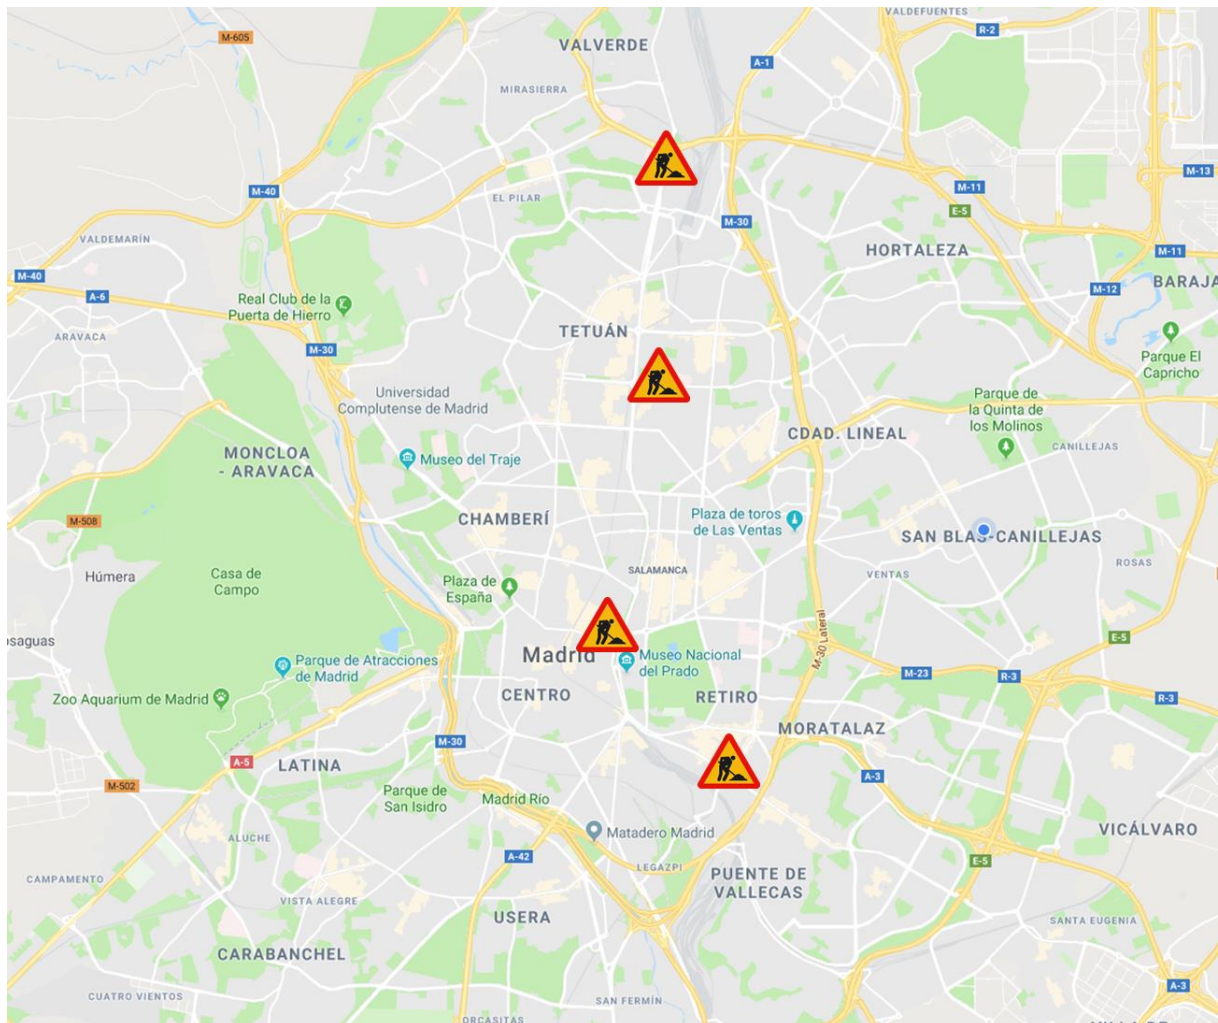 VALDEFUENTES
M-605
R-2
VALVERDE
A-1
MIRASIERRA
M-13
M-40
M-11
EL PILAR
E-5
M-30
VALDEMARÍN
HORTALEZA
M-11
M-40
BARAJA
A-6
M-12
Real Club de la
Puerta de Hierro
TETUÁN
ARAVACA
M-30
Parque El
Capricho
Universidad
Complutense de Madrid
Parque de
la Quinta de
los Molinos
CDAD. LINEAL
CANILLEJAS
MONCLOA
- ARAVACA
Museo del Traje
M-508
CHAMBERÍ
Plaza de toros
de Las Ventas
SAN BLAS-CANILLEJAS
ROSAS
Húmera
Casa de
Campo
Plaza de
España
SALAMANCA
VENTAS
osaguas
M-30 Lateral
E-5
Madrid
Museo Nacional
del Prado
Parque de Atracciones
de Madrid
M-23
R-3
R-3
Zoo Aquarium de Madrid
CENTRO
RETIRO
MORATALAZ
M-30
A-5
LATINA
A-3
M-502
Parque de
San Isidro
Madrid Río
VICÁLVARO
ALUCHE
Matadero Madrid
A-42
LEGAZPI
E-5
CAMPAMENTO
PUENTE DE
VALLECAS
VISTA ALEGRE
USERA
SANTA EUGENIA
CARABANCHEL
A-3
CUATRO VIENTOS
SAN FERMÍN
ORCASITAS